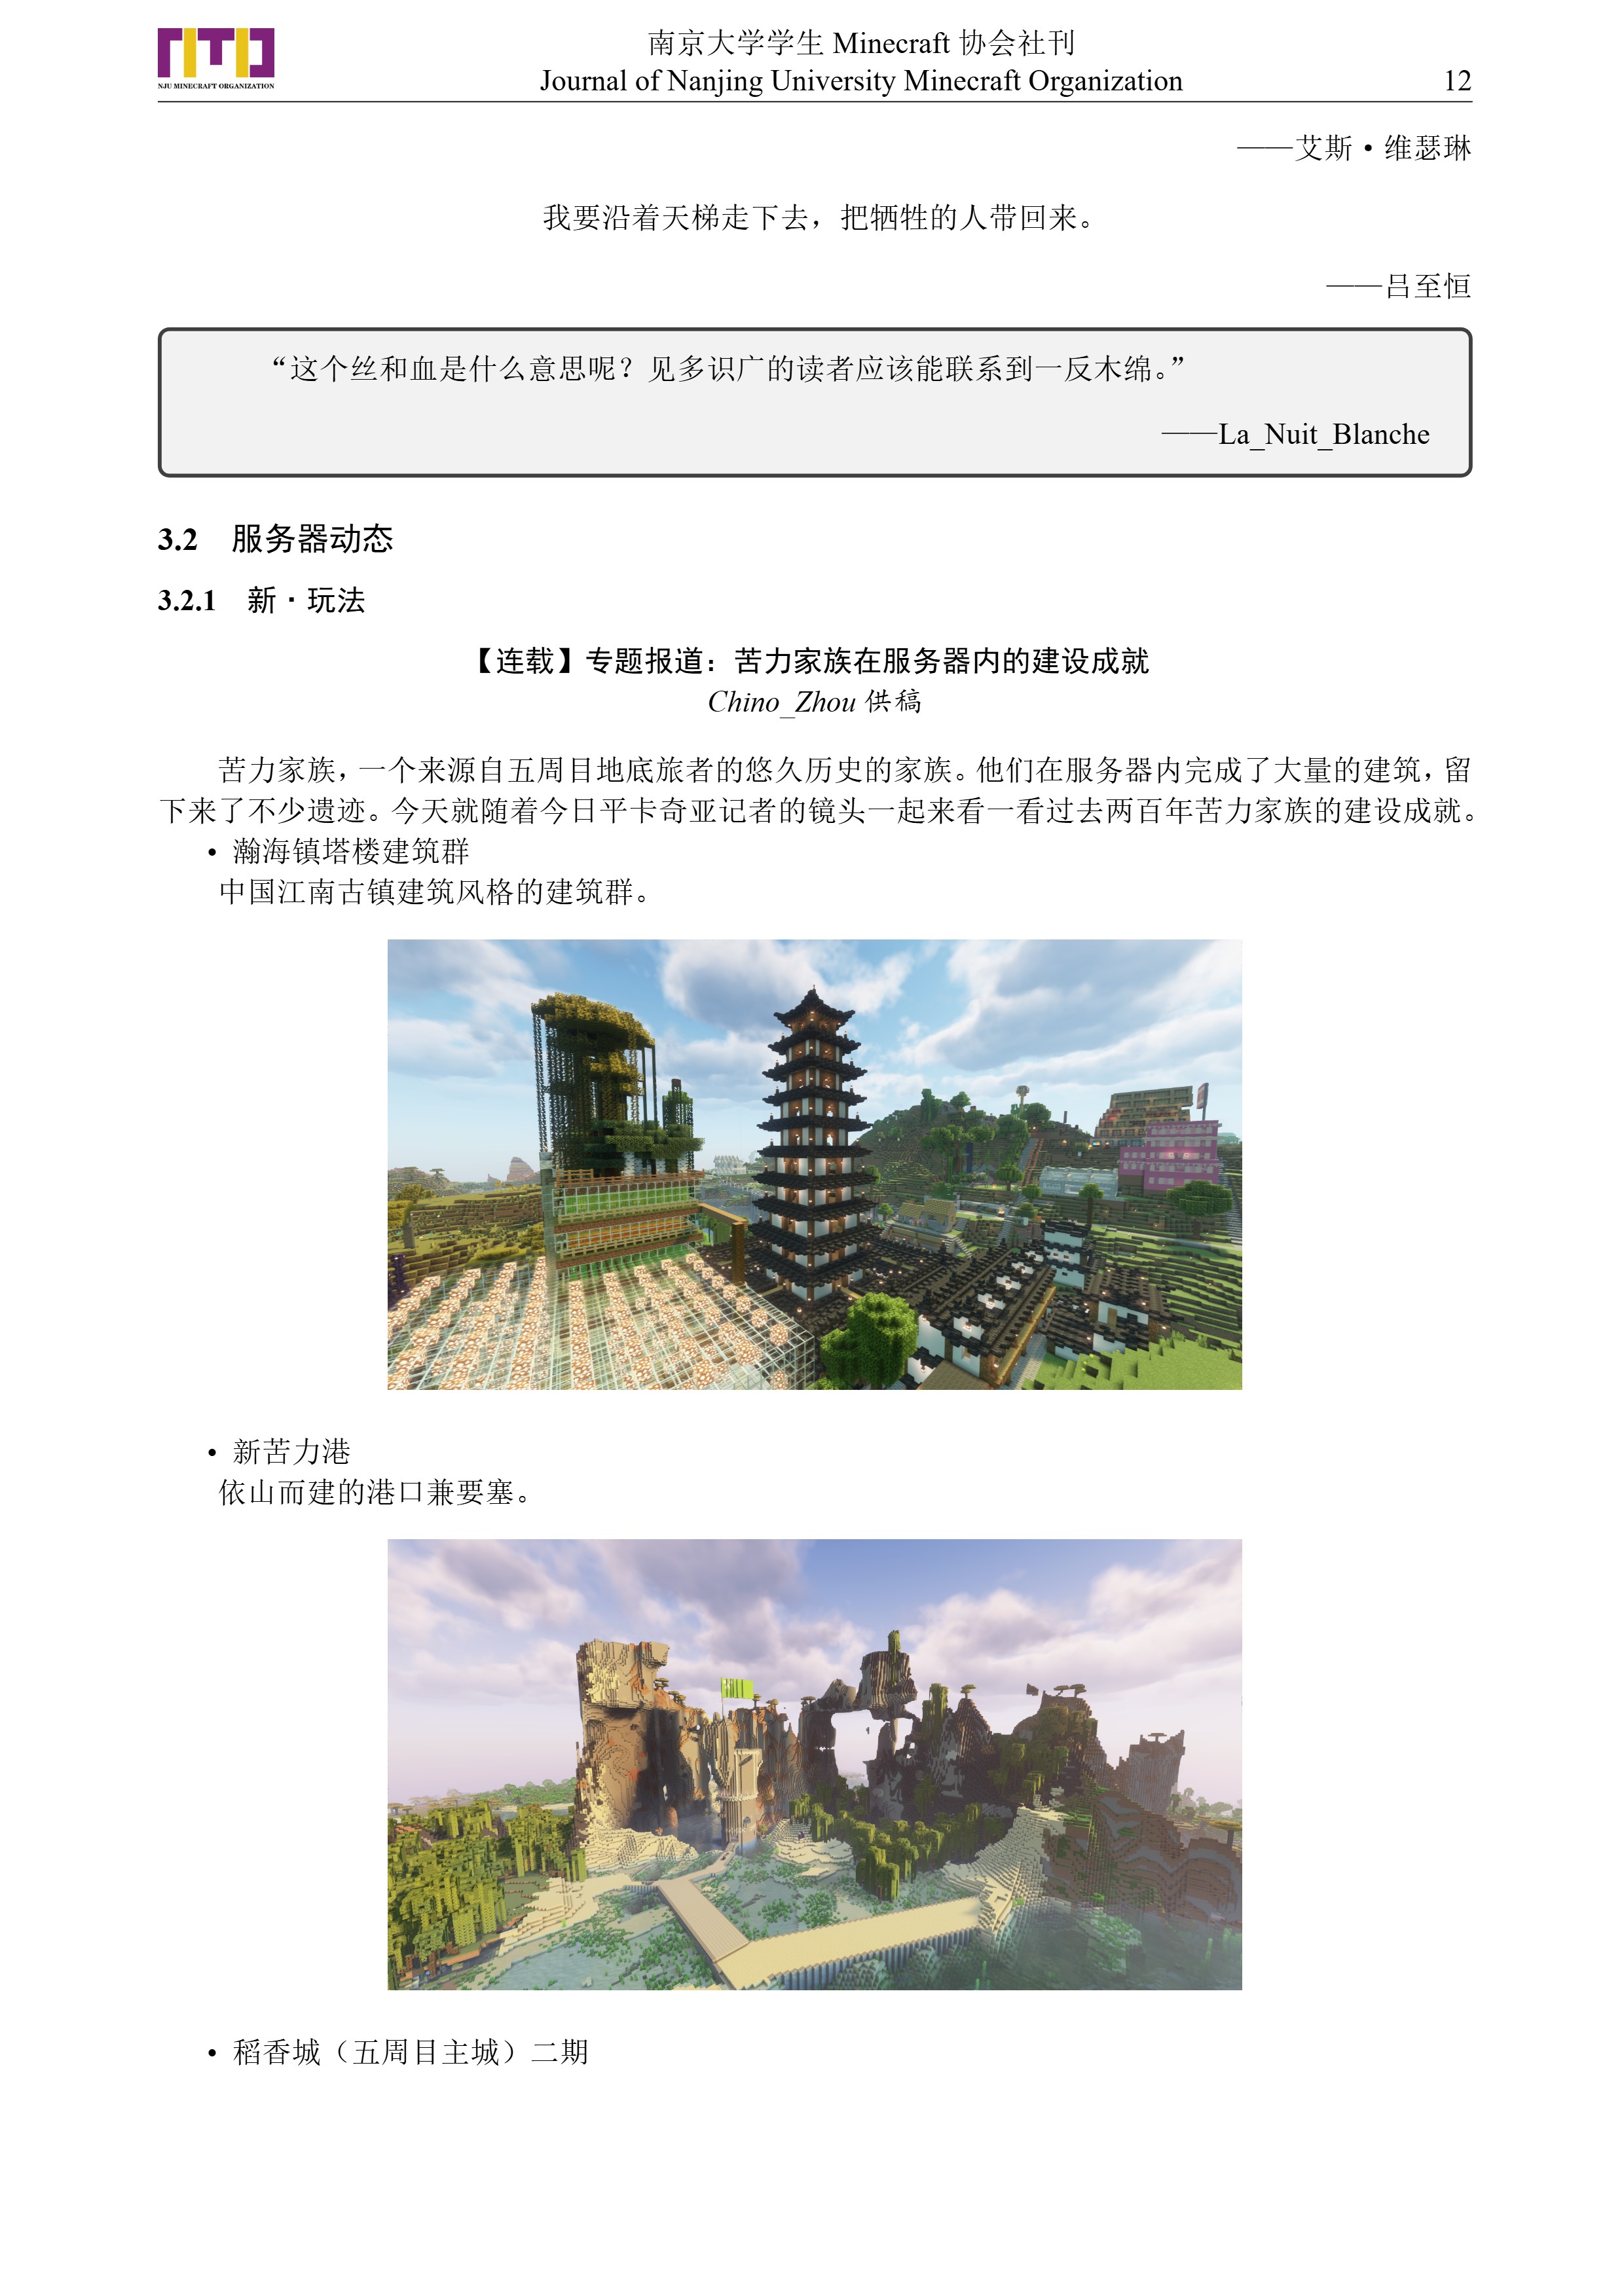 NJU MINECRAFT ORGANIZATION
南京大学学生 Minecraft 协会社刊
Journal of Nanjing University Minecraft Organization
12
——艾斯·维瑟琳
我要沿着天梯走下去，把牺牲的人带回来。
——吕至恒
“这个丝和血是什么意思呢？见多识广的读者应该能联系到一反木绵。”
——La_Nuit_Blanche
3.2 服务器动态
3.2.1 新·玩法
【连载】专题报道：苦力家族在服务器内的建设成就
Chino_Zhou 供稿
苦力家族，一个来源自五周目地底旅者的悠久历史的家族。他们在服务器内完成了大量的建筑，留
下来了不少遗迹。今天就随着今日平卡奇亚记者的镜头一起来看一看过去两百年苦力家族的建设成就。
• 瀚海镇塔楼建筑群
中国江南古镇建筑风格的建筑群。
• 新苦力港
依山而建的港口兼要塞。
• 稻香城（五周目主城）二期